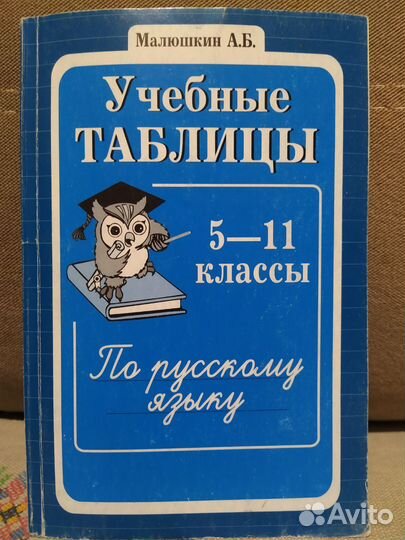 Малюшкин А.Б.
Учебные
ТАБЛИЦЫ
5—11
классы
По русскому
языку
Avito